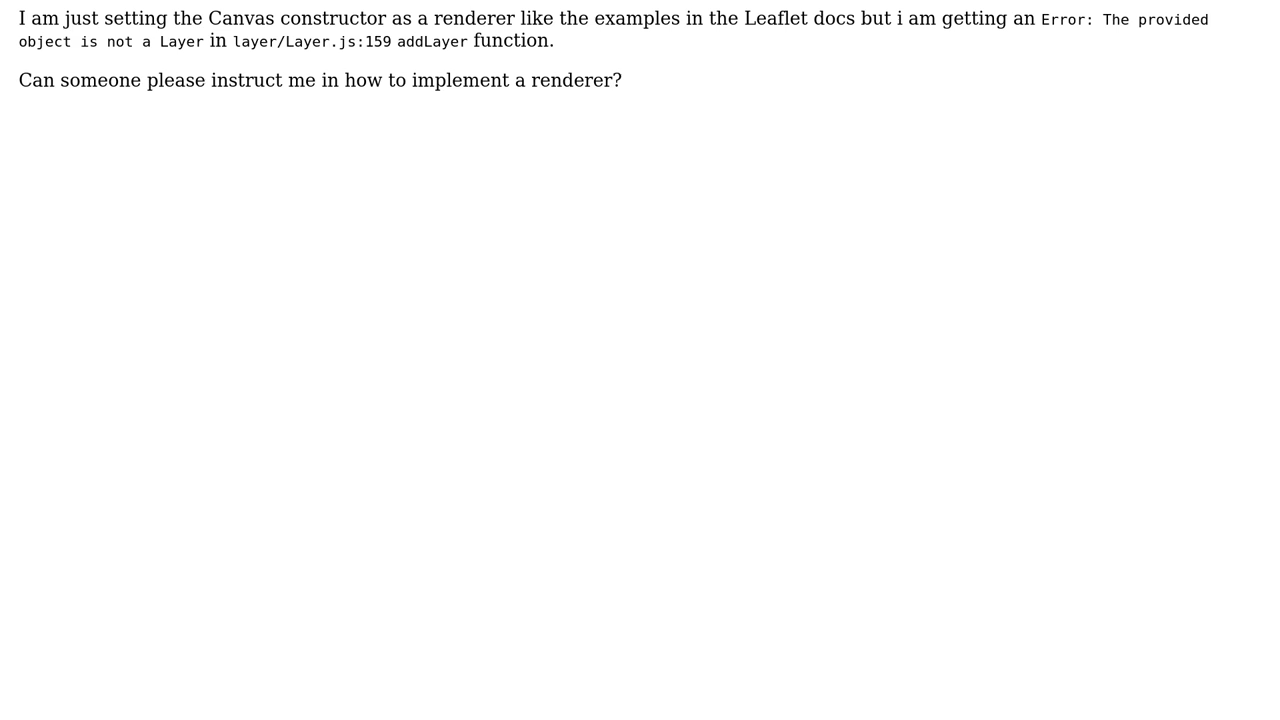 I am just setting the Canvas constructor as a renderer like the examples in the Leaflet docs but i am getting an Error: The provided
object is not a Layer in layer/Layer.js:159 addLayer function.
Can someone please instruct me in how to implement a renderer?